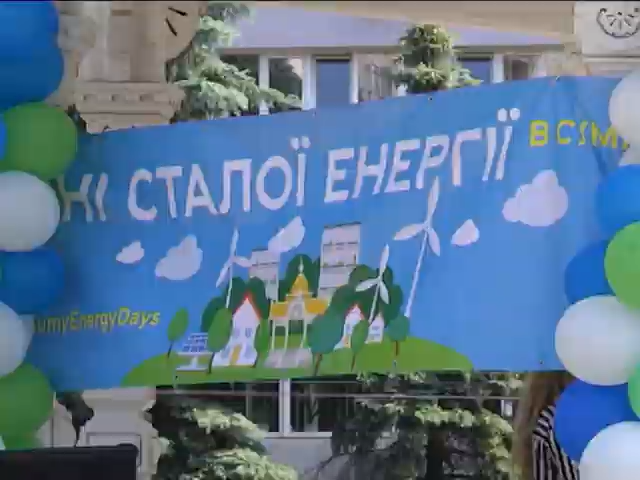 НІ СТАЛОЇ ЕНЕРГІЇ В СУМ
umyEnergyDays